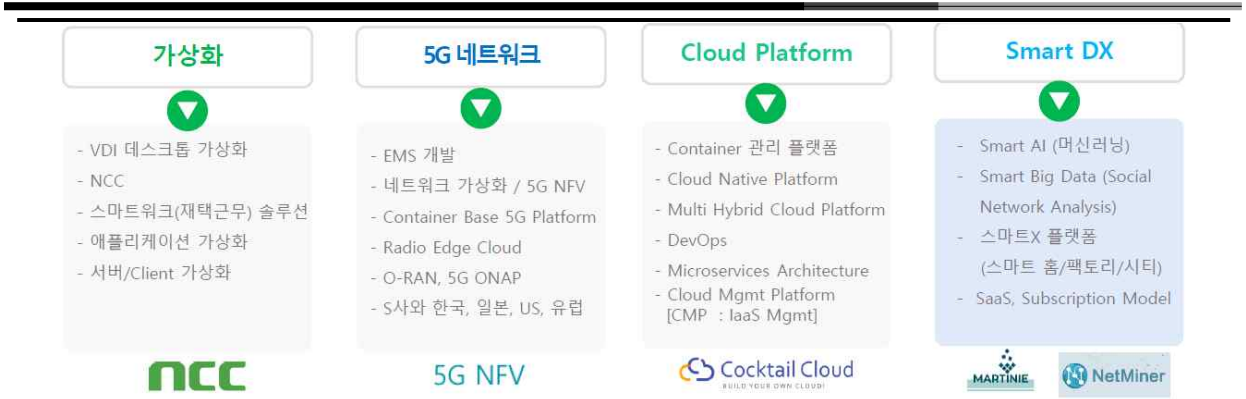 가상화
- VDI 데스크톱 가상화
- NCC
- 스마트워크(재택근무) 솔루션
- 애플리케이션 가상화
- 서버/Client 가상화
ncc
5G 네트워크
- EMS 개발
- 네트워크 가상화 / 5G NFV
- Container Base 5G Platform
- Radio Edge Cloud
- O-RAN, 5G ONAP
- S사와 한국, 일본, US, 유럽
5G NFV
Cloud Platform
- Container 관리 플랫폼
- Cloud Native Platform
- Multi Hybrid Cloud Platform
- DevOps
- Microservices Architecture
- Cloud Mgmt Platform
[CMP : IaaS Mgmt]
Cocktail Cloud
BUILD YOUR OWN CLOUD!
Smart DX
- Smart AI (머신러닝)
- Smart Big Data (Social
Network Analysis)
- 스마트X 플랫폼
(스마트 홈/팩토리/시티)
- SaaS, Subscription Model
MARTINIE
NetMiner